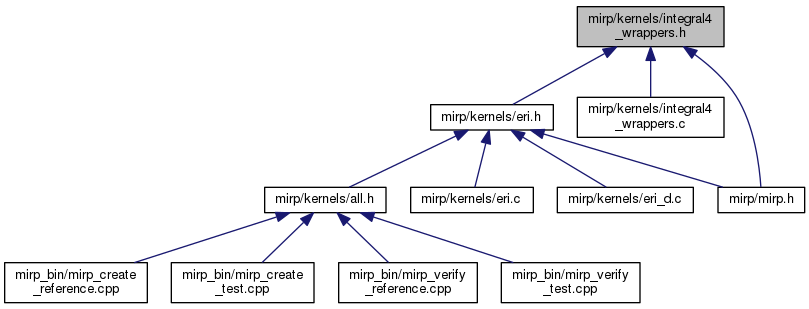 mirp/kernels/integral4
_wrappers.h
mirp/kernels/eri.h
mirp/kernels/integral4
_wrappers.c
mirp/kernels/all.h
mirp/kernels/eri.c
mirp/kernels/eri_d.c
mirp/mirp.h
mirp_bin/mirp_create
_reference.cpp
mirp_bin/mirp_create
_test.cpp
mirp_bin/mirp_verify
_reference.cpp
mirp_bin/mirp_verify
_test.cpp